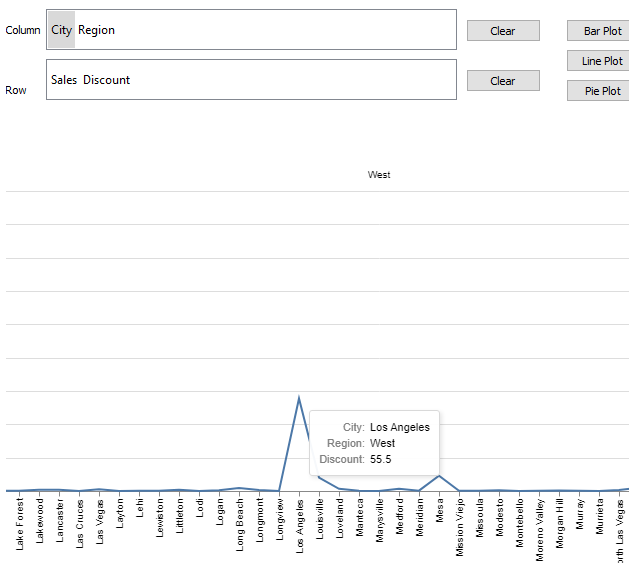 Column
City Region
Clear
Bar Plot
Line Plot
Row
Sales Discount
Clear
Pie Plot
West
City: Los Angeles
Region: West
Discount: 55.5
Lake Forest
Lakewood
Lancaster
Las Cruces
Las Vegas
Layton
Lehi
Lewiston
Littleton
Lodi
Logan
Long Beach
Longmont
Longview
Los Angeles
Louisville
Loveland
Manteca
Marysville
Medford
Meridian
Mesa
Mission Viejo
Missoula
Modesto
Montebello
Moreno Valley
Morgan Hill
Murray
Murrieta
orth Las Vegas